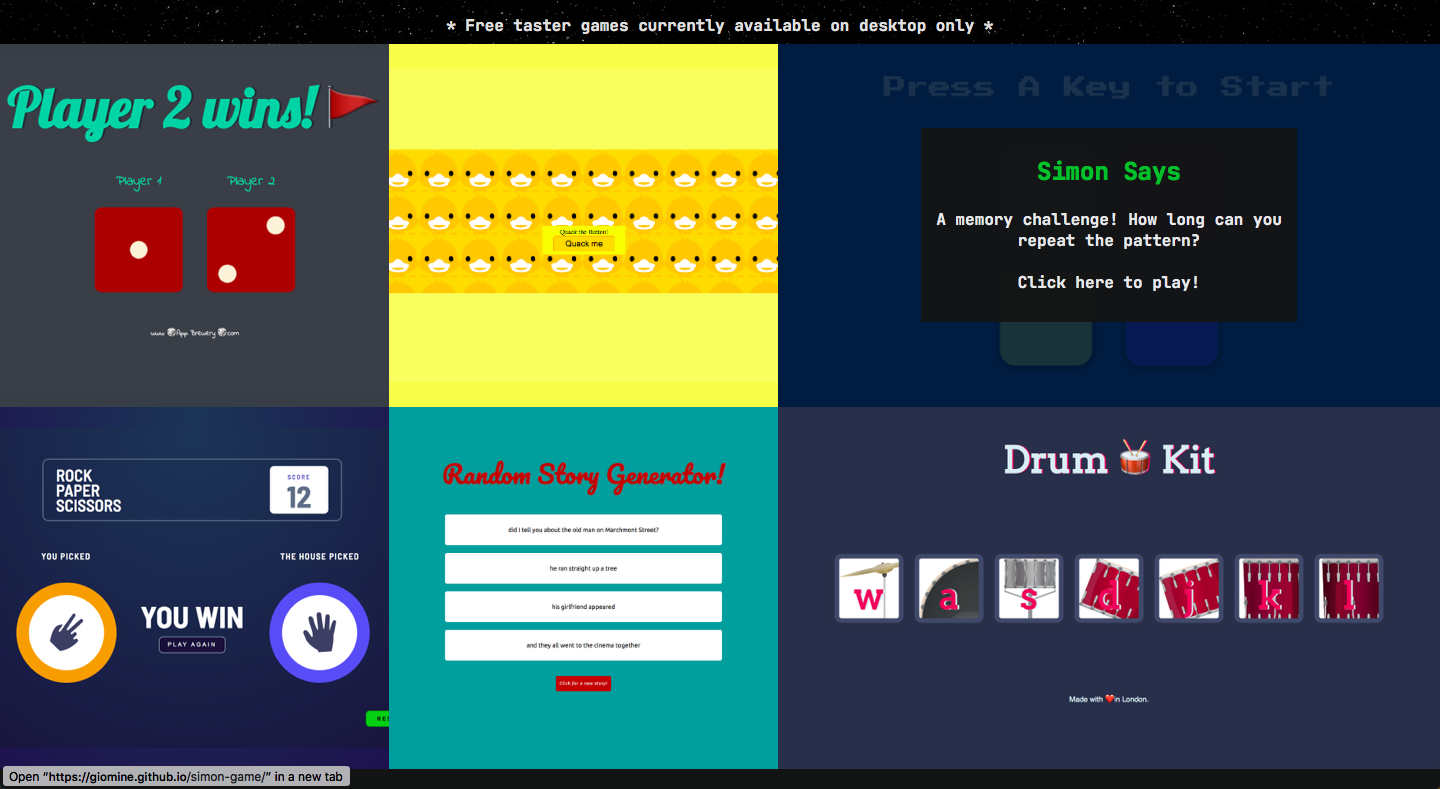 * Free taster games currently available on desktop only *
Player 2 wins!
Player 1
Player 2
www App Brewery com
Quack the Button!
Quack me
Press A Key to Start
Simon Says
A memory challenge! How long can you
repeat the pattern?
Click here to play!
ROCK
PAPER
SCISSORS
SCORE
12
YOU PICKED
THE HOUSE PICKED
YOU WIN
PLAY AGAIN
Random Story Generator!
did I tell you about the old man on Marchmont Street?
he ran straight up a tree
his girlfriend appeared
and they all went to the cinema together
Click for a new story!
Drum Kit
w a s d j k l
Made with ❤️in London.
Open “https://giomine.github.io/simon-game/” in a new tab